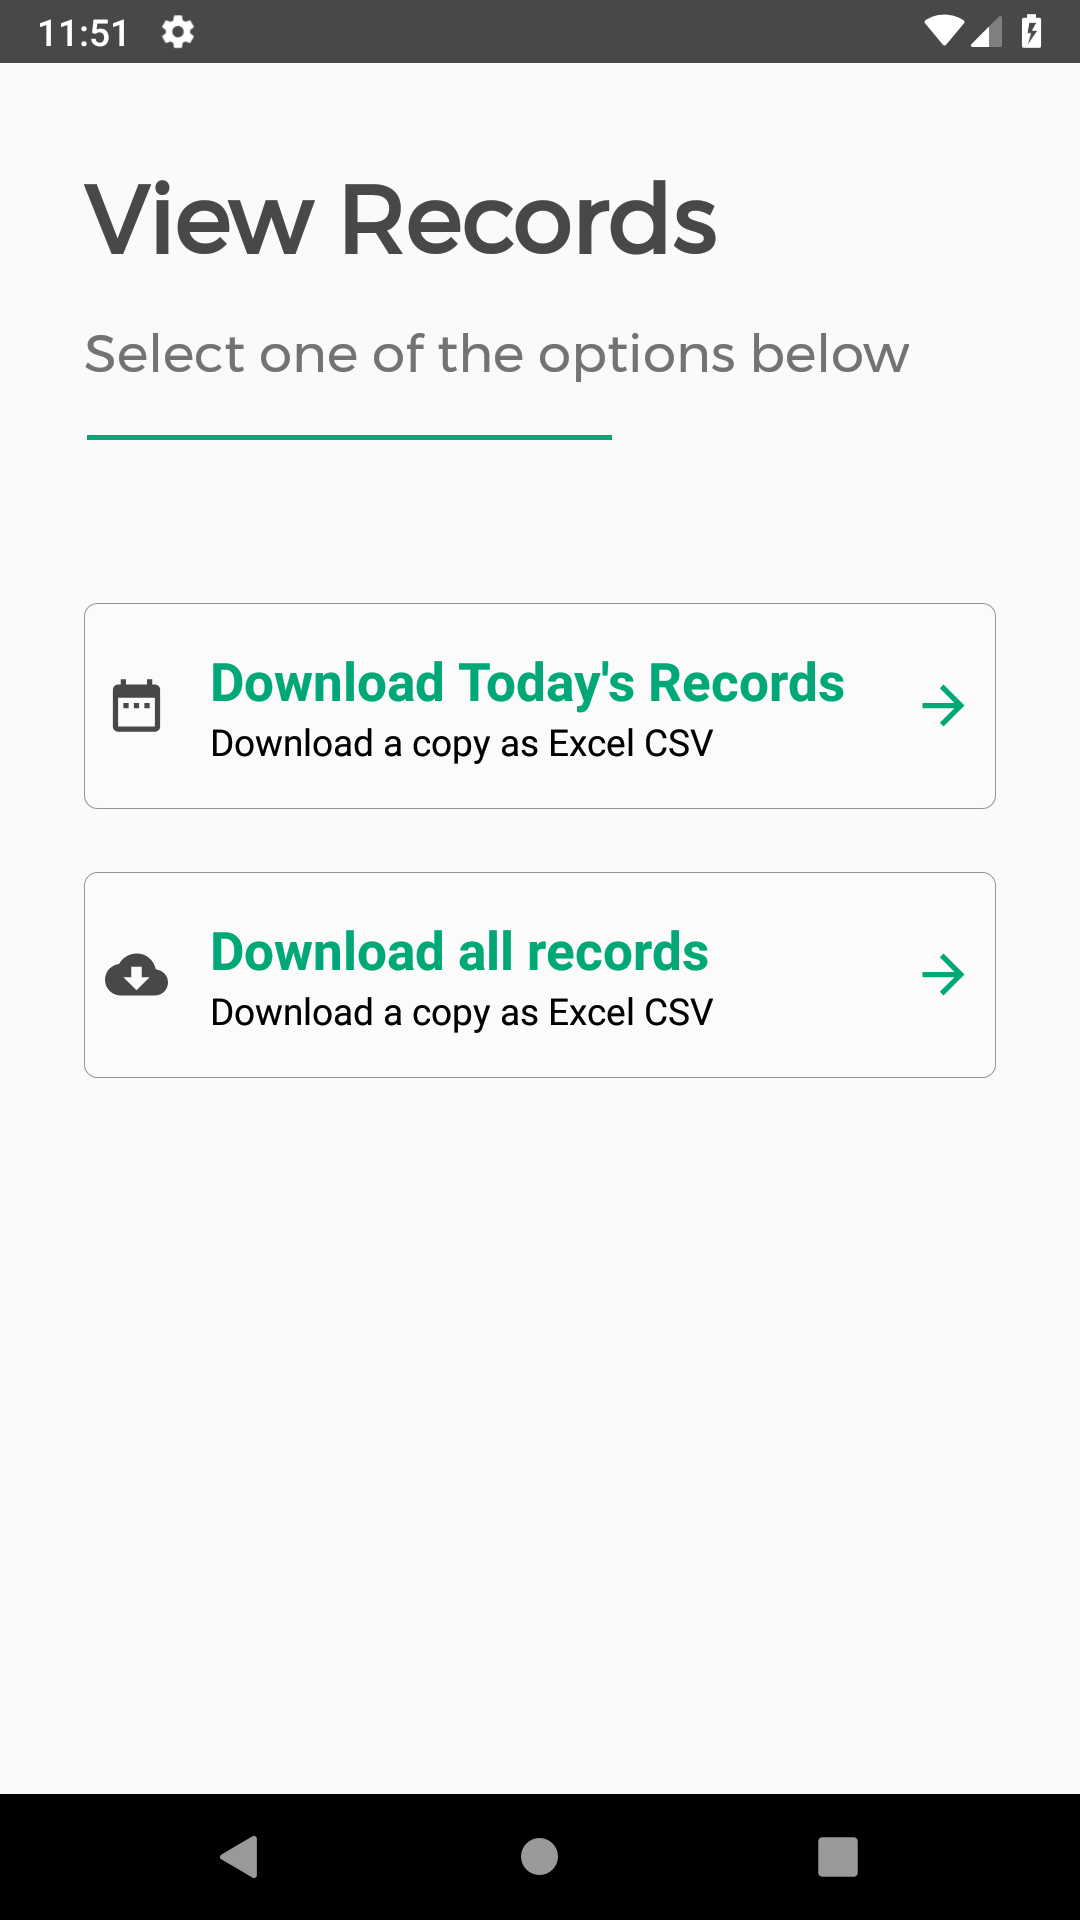 11:51
View Records
Select one of the options below
Download Today's Records
Download a copy as Excel CSV
Download all records
Download a copy as Excel CSV